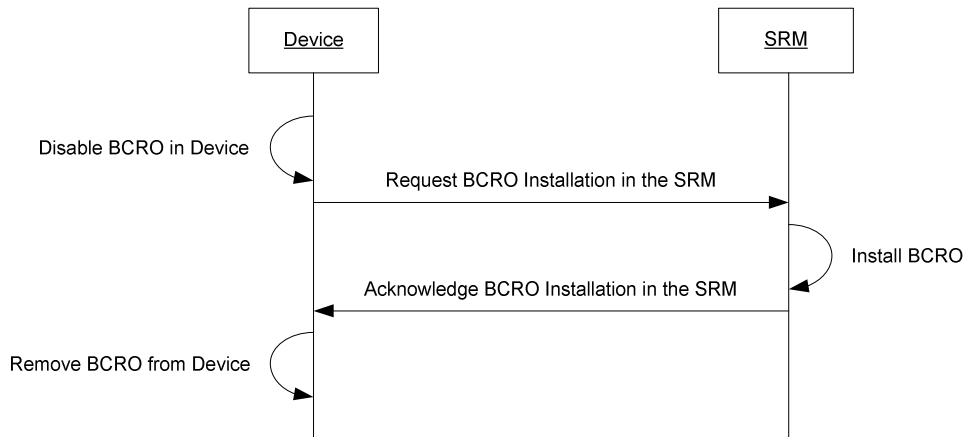 Device
SRM
Disable BCRO in Device
Request BCRO Installation in the SRM
Install BCRO
Acknowledge BCRO Installation in the SRM
Remove BCRO from Device